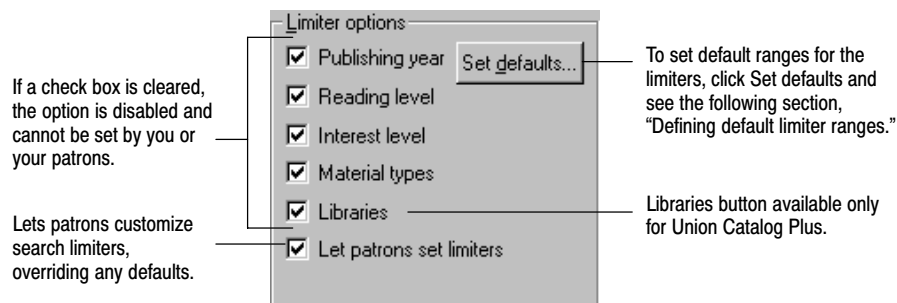 Limiter options
Publishing year
Set defaults...
Reading level
Interest level
Material types
Libraries
Let patrons set limiters
If a check box is cleared,
the option is disabled and
cannot be set by you or
your patrons.
Lets patrons customize
search limiters,
overriding any defaults.
To set default ranges for the
limiters, click Set defaults and
see the following section,
“Defining default limiter ranges.”
Libraries button available only
for Union Catalog Plus.